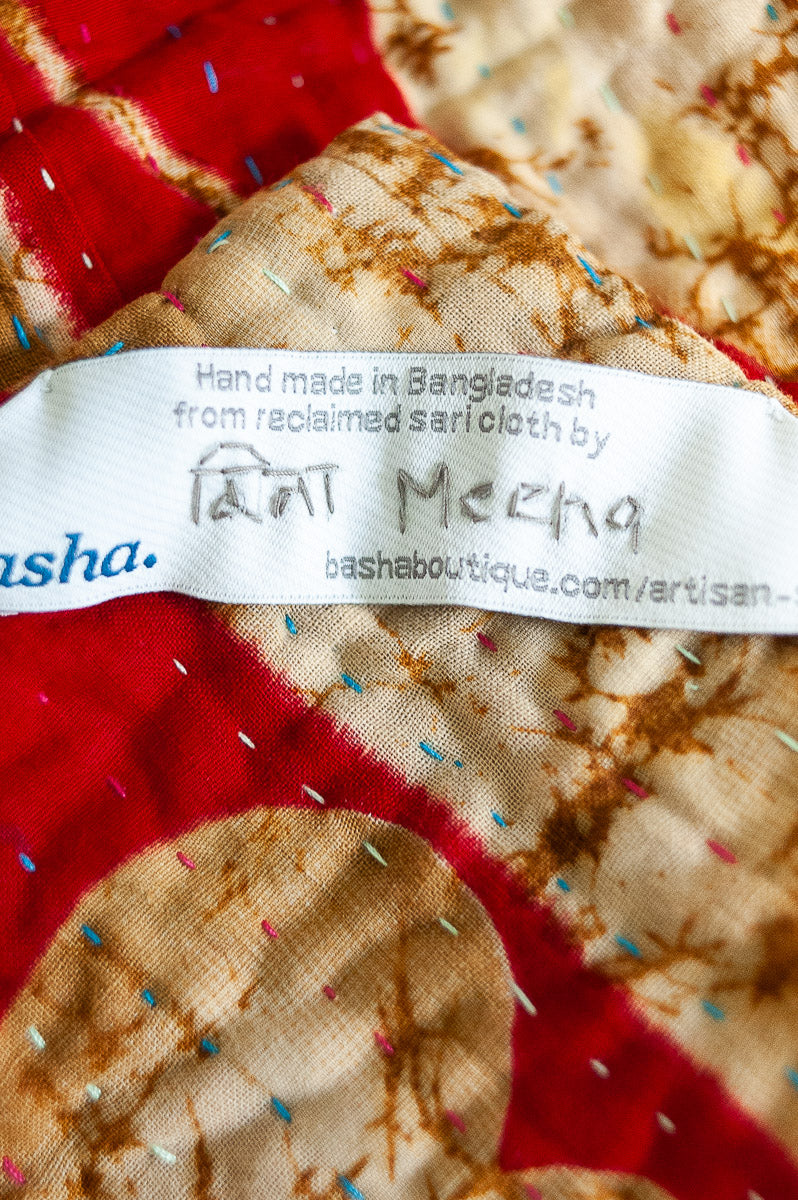 Hand made in Bangladesh
from reclaimed sari cloth by
মিনা Meena
asha.
bashaboutique.com/artisan-s